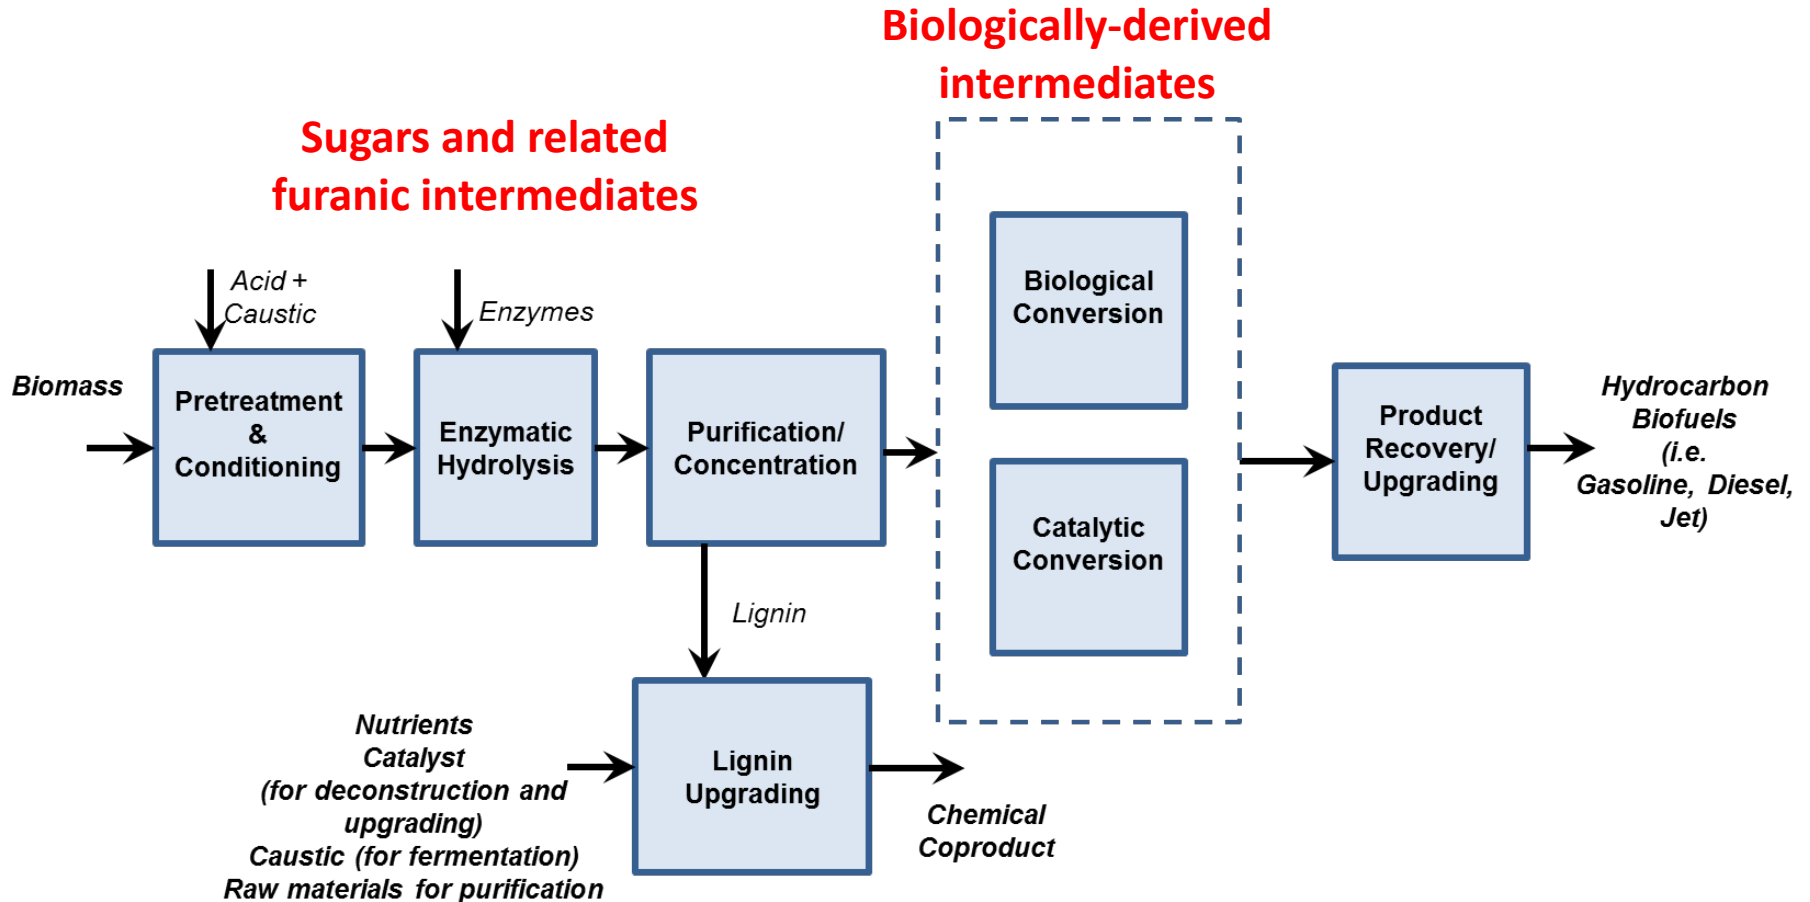 Biologically-derived
intermediates
Sugars and related
furanic intermediates
Acid +
Caustic
Enzymes
Biomass
Pretreatment
&
Conditioning
Enzymatic
Hydrolysis
Purification/
Concentration
Biological
Conversion
Catalytic
Conversion
Product
Recovery/
Upgrading
Hydrocarbon
Biofuels
(i.e.
Gasoline, Diesel,
Jet)
Lignin
Nutrients
Catalyst
(for deconstruction and
upgrading)
Caustic (for fermentation)
Raw materials for purification
Lignin
Upgrading
Chemical
Coproduct